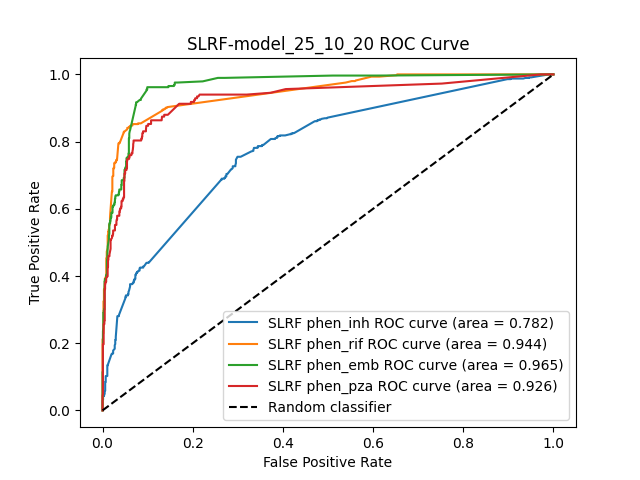 SLRF-model_25_10_20 ROC Curve
1.0
0.8
0.6
0.4
0.2
0.0
True Positive Rate
SLRF phen_inh ROC curve (area = 0.782)
SLRF phen_rif ROC curve (area = 0.944)
SLRF phen_emb ROC curve (area = 0.965)
SLRF phen_pza ROC curve (area = 0.926)
Random classifier
0.0 0.2 0.4 0.6 0.8 1.0
False Positive Rate